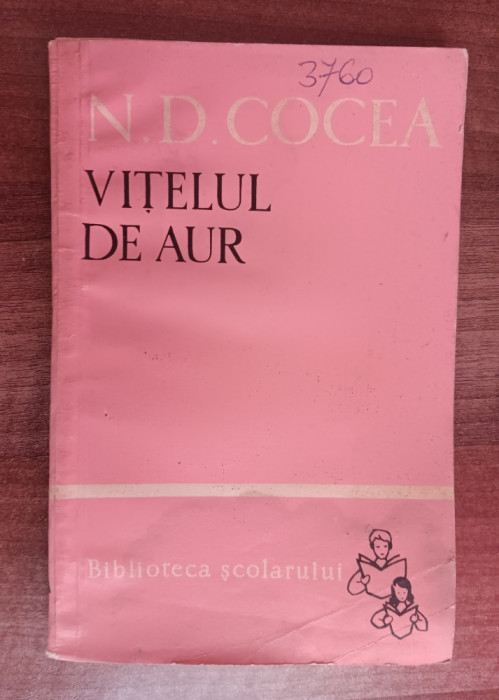 3760
N.D. COCEA
VIȚELUL
DE AUR
Biblioteca școlarului